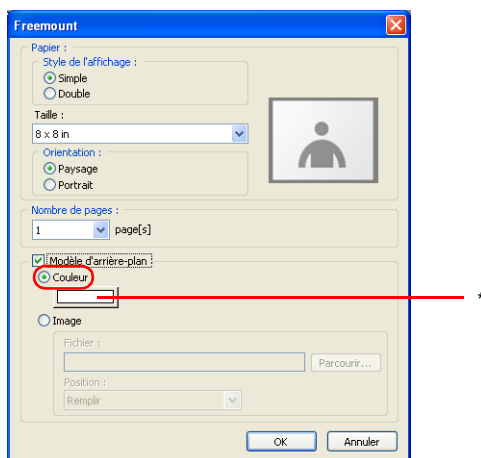 Freemount
Papier :
Style de l'affichage :
Simple
Double
Taille :
8 x 8 in
Orientation :
Paysage
Portrait
Nombre de pages :
1 page[s]
Modèle d'arrière-plan
Couleur
*
Image
Fichier :
Parcourir...
Position :
Remplir
OK Annuler